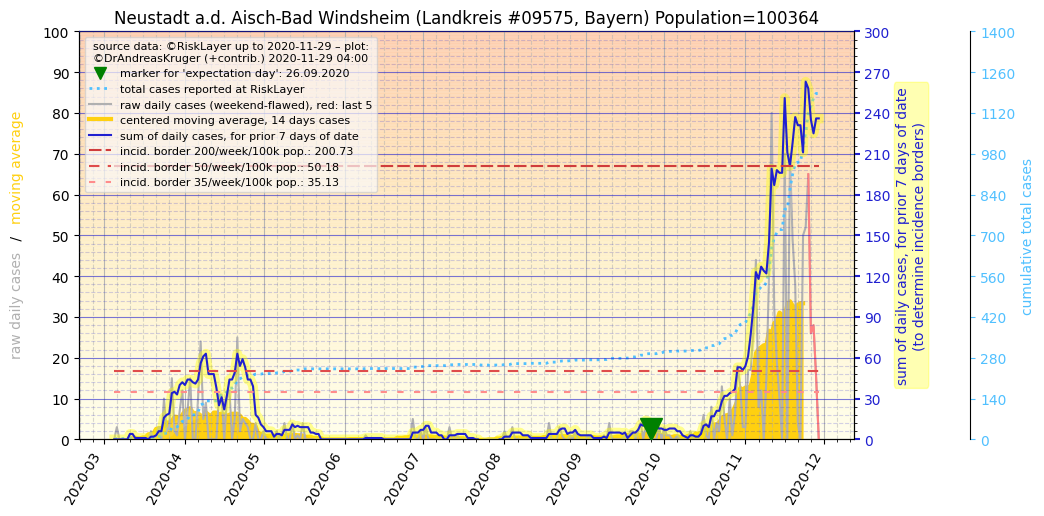 Neustadt a.d. Aisch-Bad Windsheim (Landkreis #09575, Bayern) Population=100364
source data: ©RiskLayer up to 2020-11-29 – plot:
©DrAndreasKruger (+contrib.) 2020-11-29 04:00
marker for 'expectation day': 26.09.2020
total cases reported at RiskLayer
raw daily cases (weekend-flawed), red: last 5
centered moving average, 14 days cases
sum of daily cases, for prior 7 days of date
incid. border 200/week/100k pop.: 200.73
incid. border 50/week/100k pop.: 50.18
incid. border 35/week/100k pop.: 35.13
raw daily cases / moving average
100
90
80
70
60
50
40
30
20
10
0
2020-03
2020-04
2020-05
2020-06
2020-07
2020-08
2020-09
2020-10
2020-11
2020-12
300
270
240
210
180
150
120
90
60
30
0
sum of daily cases, for prior 7 days of date
(to determine incidence borders)
1400
1260
1120
980
840
700
560
420
280
140
0
cumulative total cases